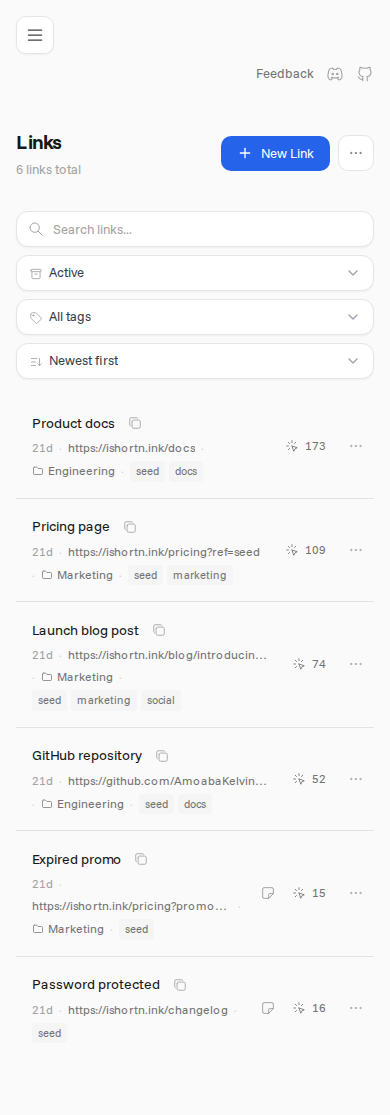 Feedback
Links
New Link
6 links total
Search links...
Active
All tags
Newest first
Product docs
21d · https://ishortn.ink/docs ·
173
Engineering · seed docs
Pricing page
21d · https://ishortn.ink/pricing?ref=seed
109
· Marketing · seed marketing
Launch blog post
21d · https://ishortn.ink/blog/introducin...
74
· Marketing ·
seed marketing social
GitHub repository
21d · https://github.com/AmoabaKelvin...
52
· Engineering · seed docs
Expired promo
21d ·
15
https://ishortn.ink/pricing?promo... ·
Marketing · seed
Password protected
21d · https://ishortn.ink/changelog ·
16
seed